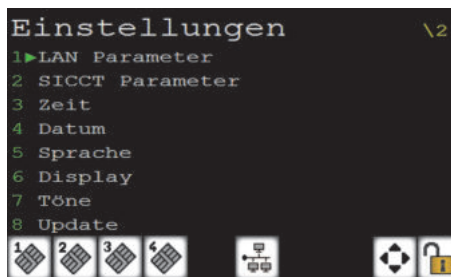 Einstellungen \2
1▶LAN Parameter
2 SICCT Parameter
3 Zeit
4 Datum
5 Sprache
6 Display
7 Töne
8 Update
1 2 3 4